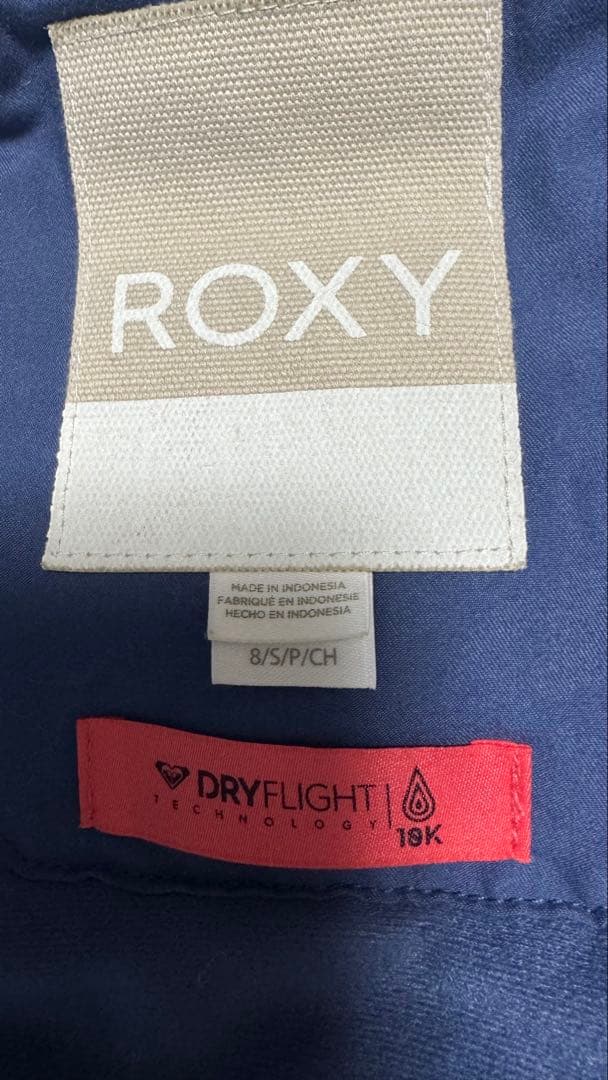 ROXY
MADE IN INDONESIA
FABRIQUÉ EN INDONESIE
HECHO EN INDONESIA
8/S/P/CH
DRYFLIGHT
TECHNOLOGY
10K